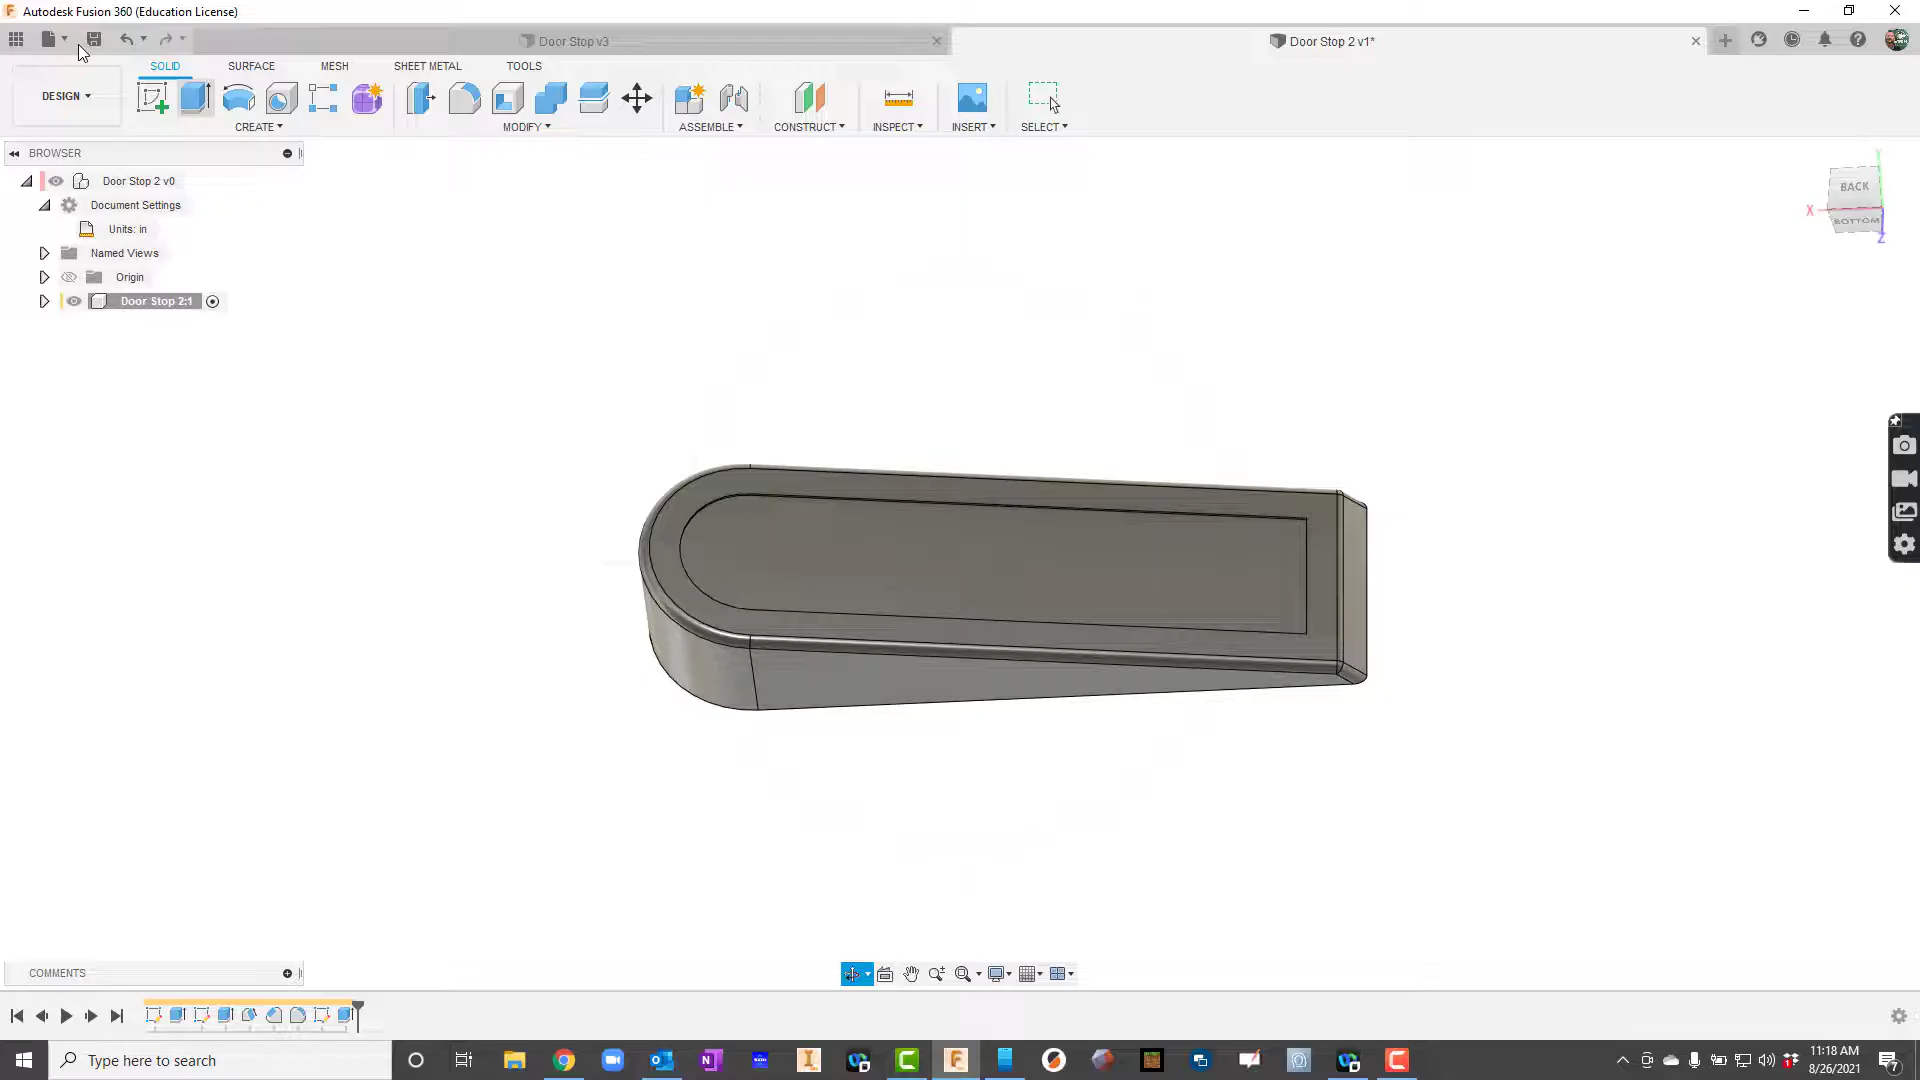 Autodesk Fusion 360 (Education License)
Door Stop v3
Door Stop 2 v1*
DESIGN
SOLID
SURFACE
MESH
SHEET METAL
TOOLS
CREATE
MODIFY
ASSEMBLE
CONSTRUCT
INSPECT
INSERT
SELECT
BROWSER
Door Stop 2 v0
Document Settings
Units: in
Named Views
Origin
Door Stop 2:1
Y
BACK
X
BOTTOM
Z
COMMENTS
Type here to search
11:18 AM
8/26/2021
7